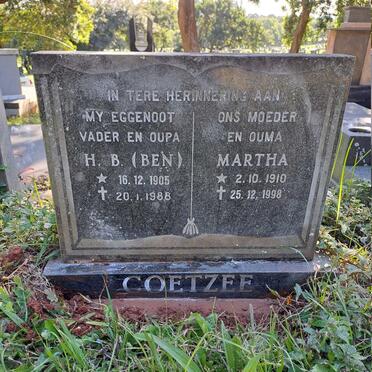 IN TERE HERINNERING AAN
MY EGGENOOT
VADER EN OUPA
H. B. (BEN)
★ 16.12.1905
✝ 20.1.1988
ONS MOEDER
EN OUMA
MARTHA
★ 2.10.1910
✝ 25.12.1998
COETZEE